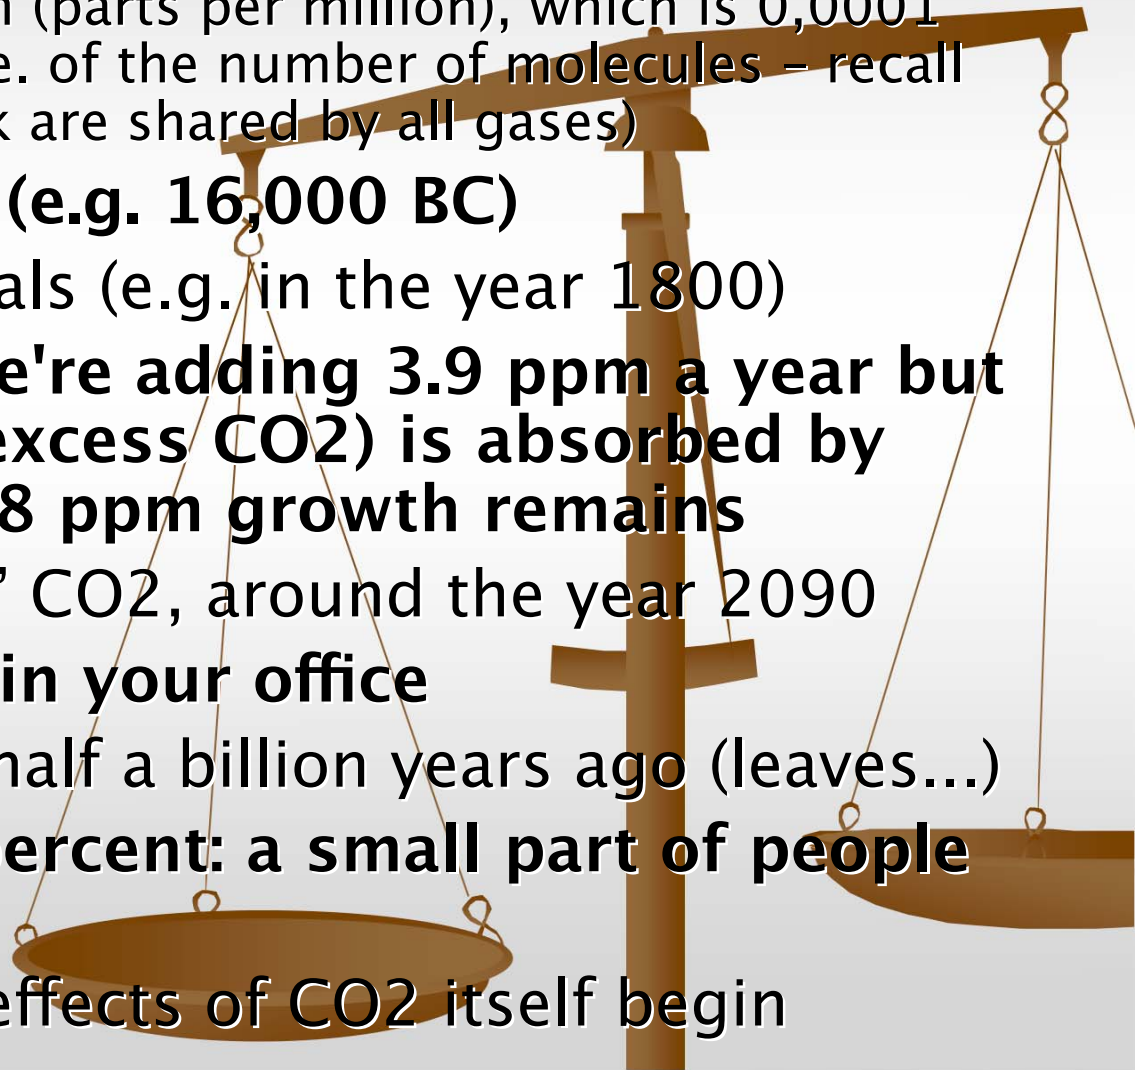 (parts per million), which is 0,0001
e. of the number of molecules – recall
k are shared by all gases)
(e.g. 16,000 BC)
als (e.g. in the year 1800)
e're adding 3.9 ppm a year but
excess CO2) is absorbed by
8 ppm growth remains
” CO2, around the year 2090
in your office
half a billion years ago (leaves...)
percent: a small part of people
effects of CO2 itself begin